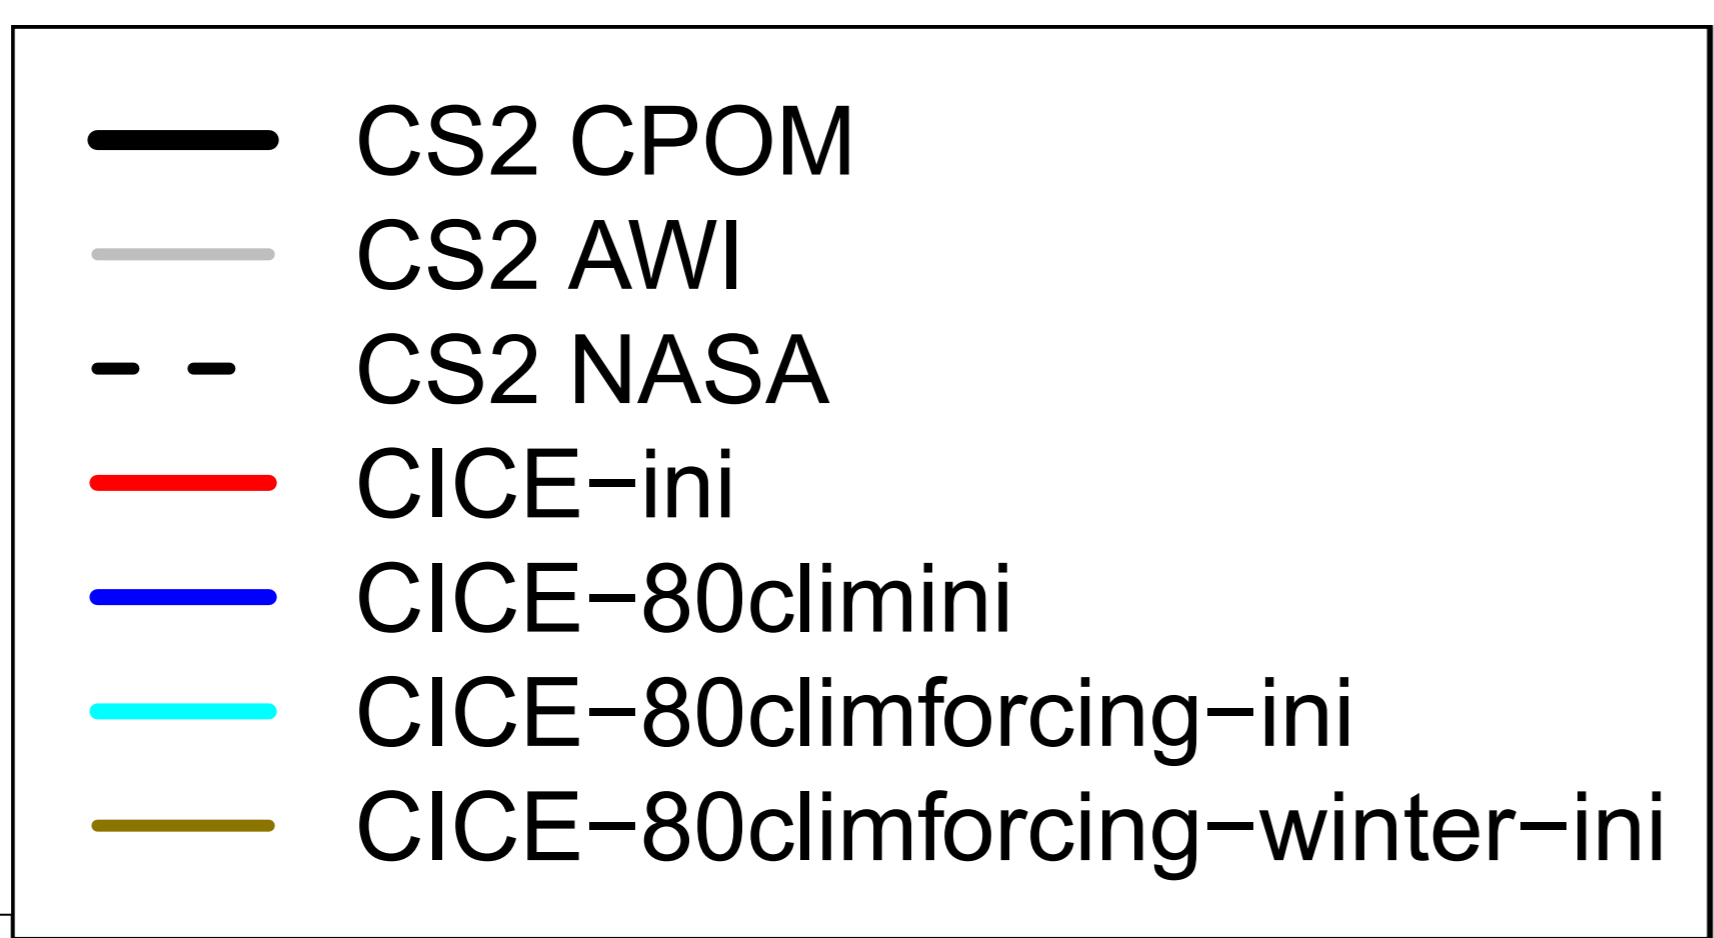 CS2 CPOM
CS2 AWI
CS2 NASA
CICE−ini
CICE−80climini
CICE−80climforcing−ini
CICE−80climforcing−winter−ini